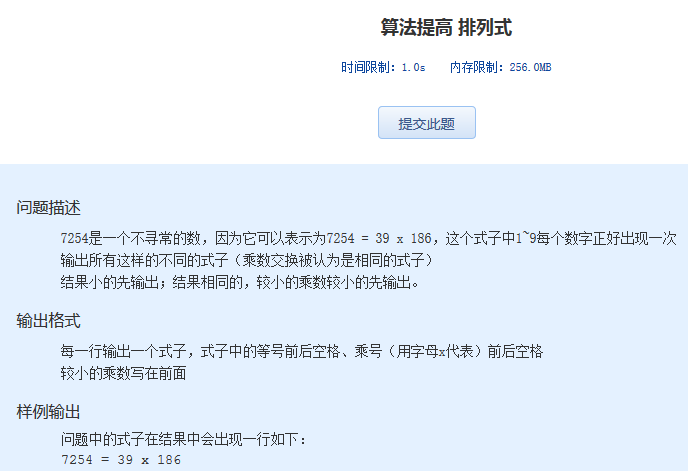 算法提高 排列式
时间限制：1.0s 内存限制：256.0MB
提交此题
问题描述
7254是一个不寻常的数，因为它可以表示为7254 = 39 x 186，这个式子中1~9每个数字正好出现一次
输出所有这样的不同的式子（乘数交换被认为是相同的式子）
结果小的先输出；结果相同的，较小的乘数较小的先输出。
输出格式
每一行输出一个式子，式子中的等号前后空格、乘号（用字母x代表）前后空格
较小的乘数写在前面
样例输出
问题中的式子在结果中会出现一行如下：
7254 = 39 x 186